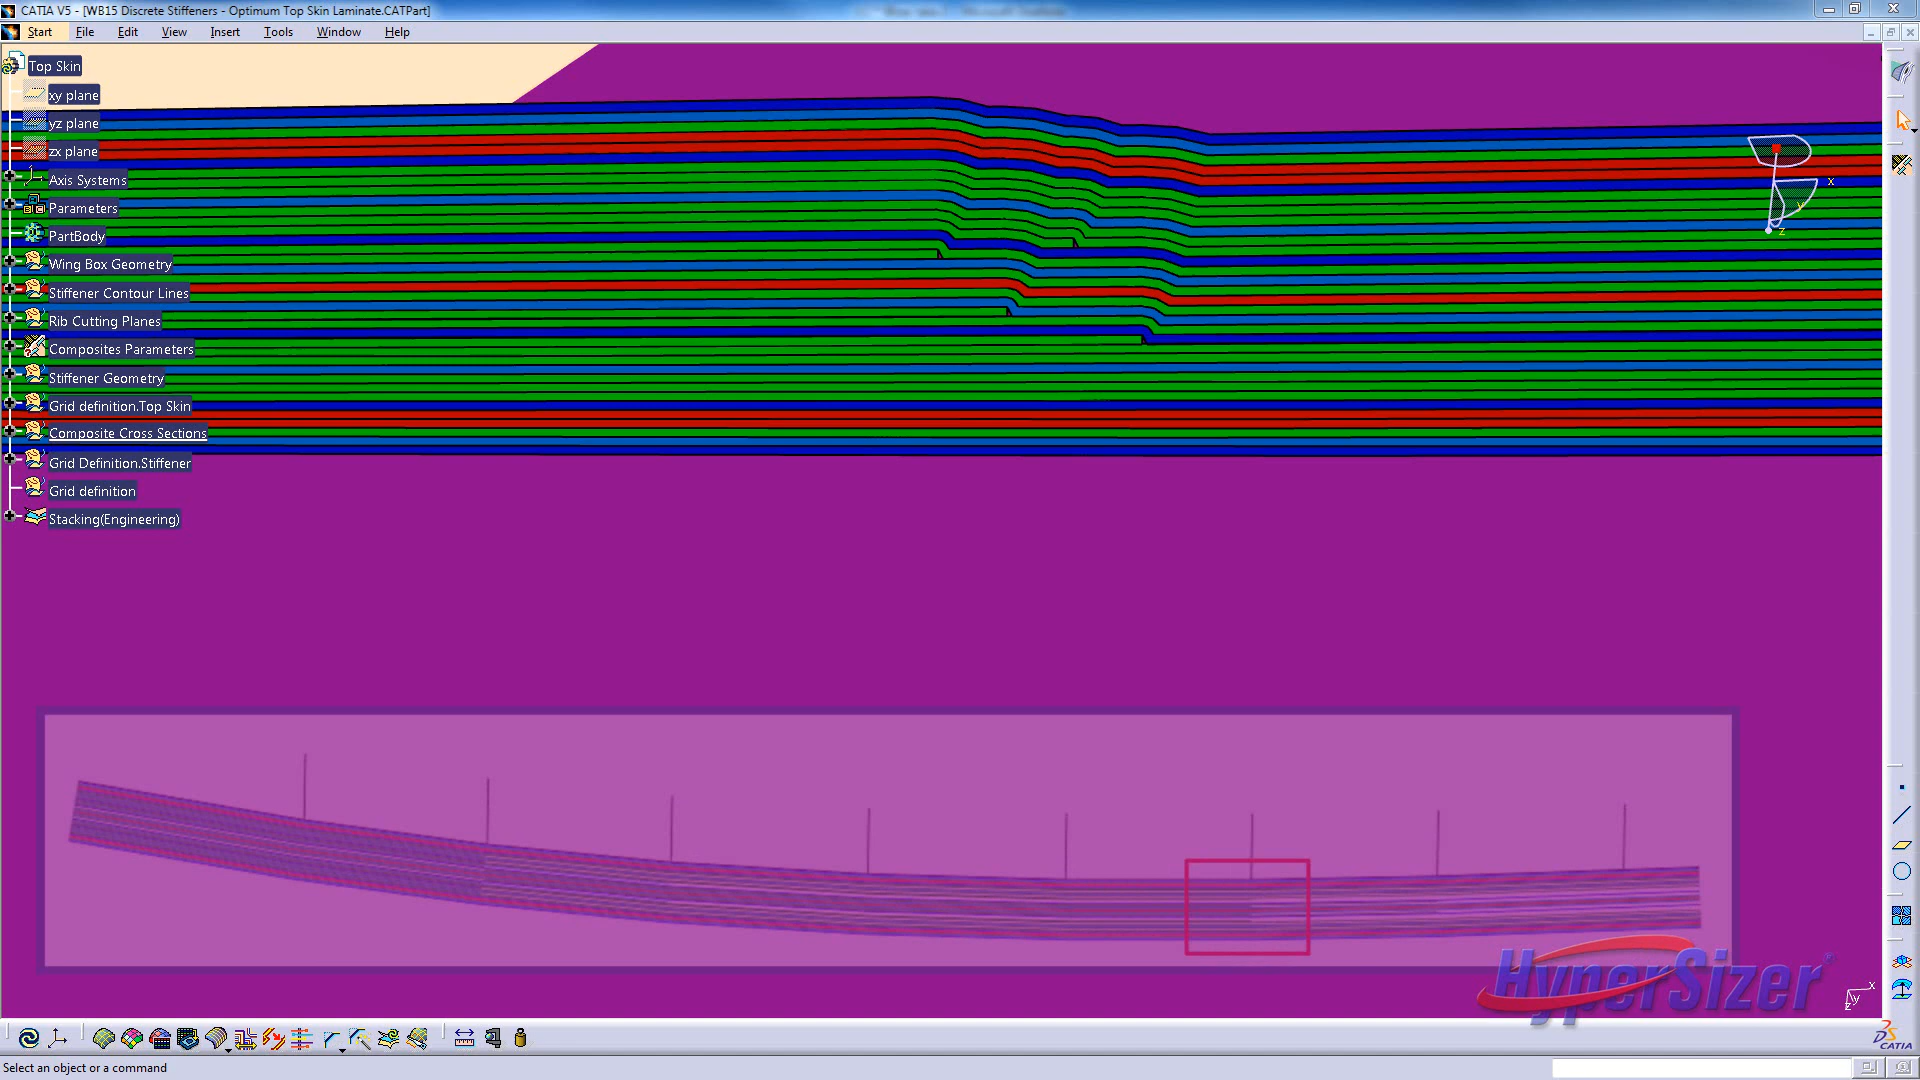 CATIA V5 - [WB15 Discrete Stiffeners - Optimum Top Skin Laminate.CATPart]
Start File Edit View Insert Tools Window Help
Top Skin
xy plane
yz plane
zx plane
Axis Systems
Parameters
PartBody
Wing Box Geometry
Stiffener Contour Lines
Rib Cutting Planes
Composites Parameters
Stiffener Geometry
Grid definition.Top Skin
Composite Cross Sections
Grid Definition.Stiffener
Grid definition
Stacking(Engineering)
x
y
z
HyperSizer®
x
y
z
CATIA
Select an object or a command